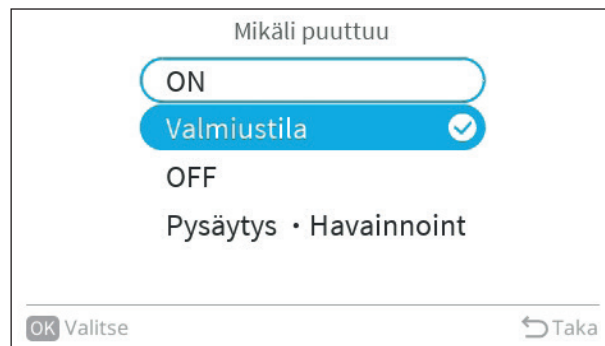 Mikäli puuttuu
ON
Valmiustila
OFF
Pysäytys・Havainnoint
OK Valitse
Taka